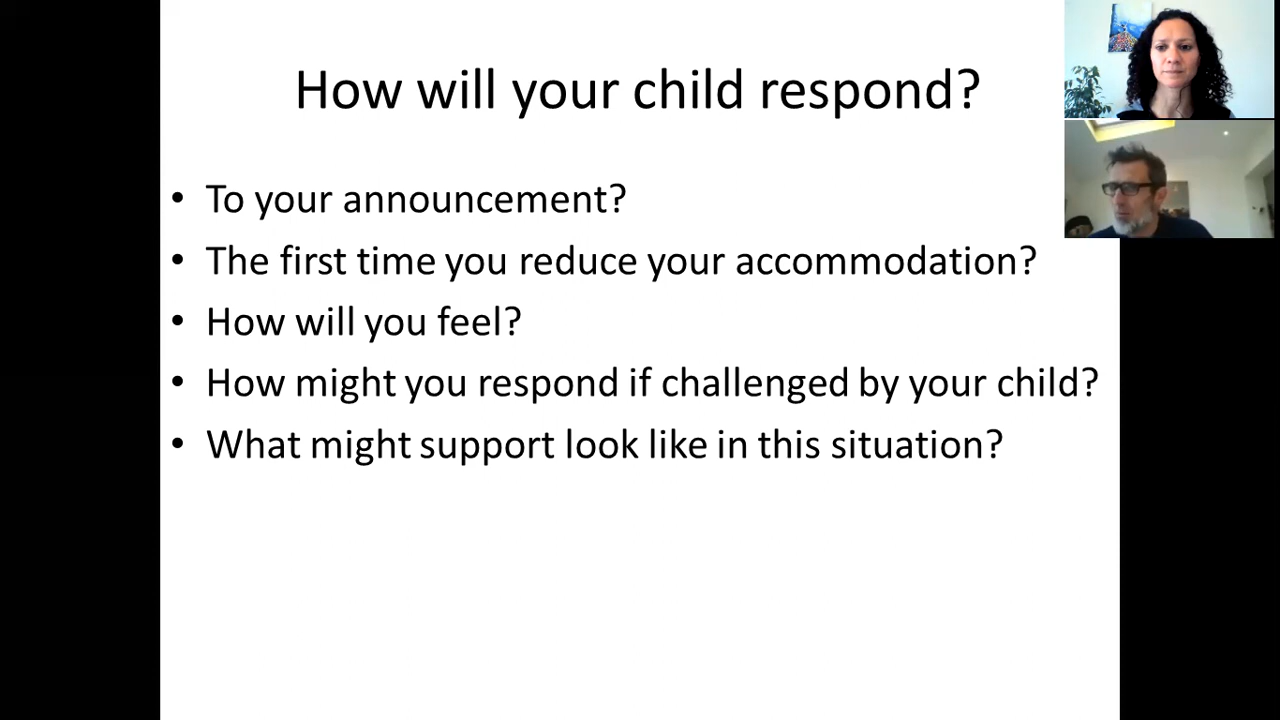 How will your child respond?
• To your announcement?
• The first time you reduce your accommodation?
• How will you feel?
• How might you respond if challenged by your child?
• What might support look like in this situation?